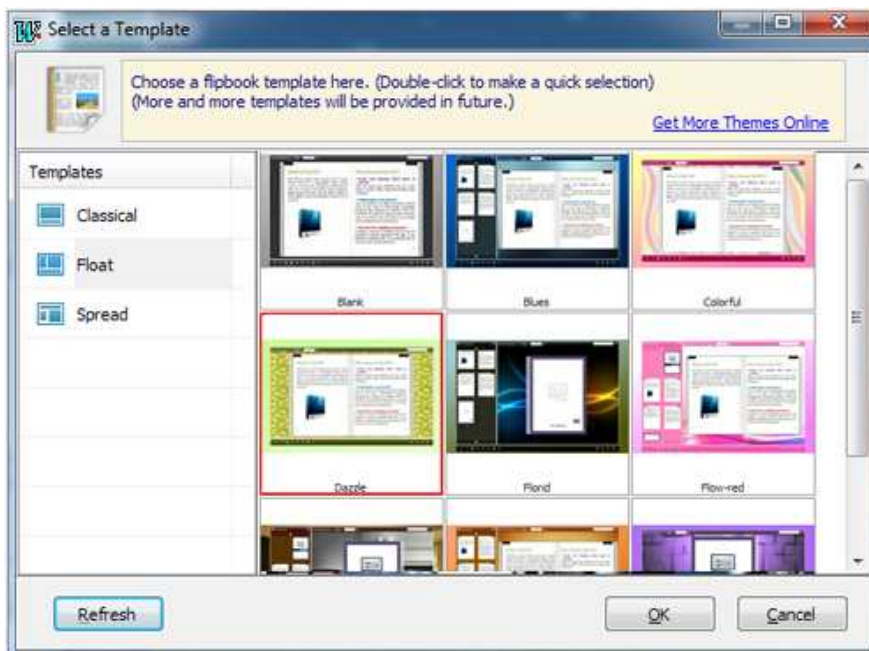 Select a Template
Choose a flipbook template here. (Double-click to make a quick selection)
(More and more templates will be provided in future.)
Get More Themes Online
Templates
Classical
Float
Spread
Blank
Blues
Colorful
Dazzle
Florid
Flow-red
Refresh
OK
Cancel